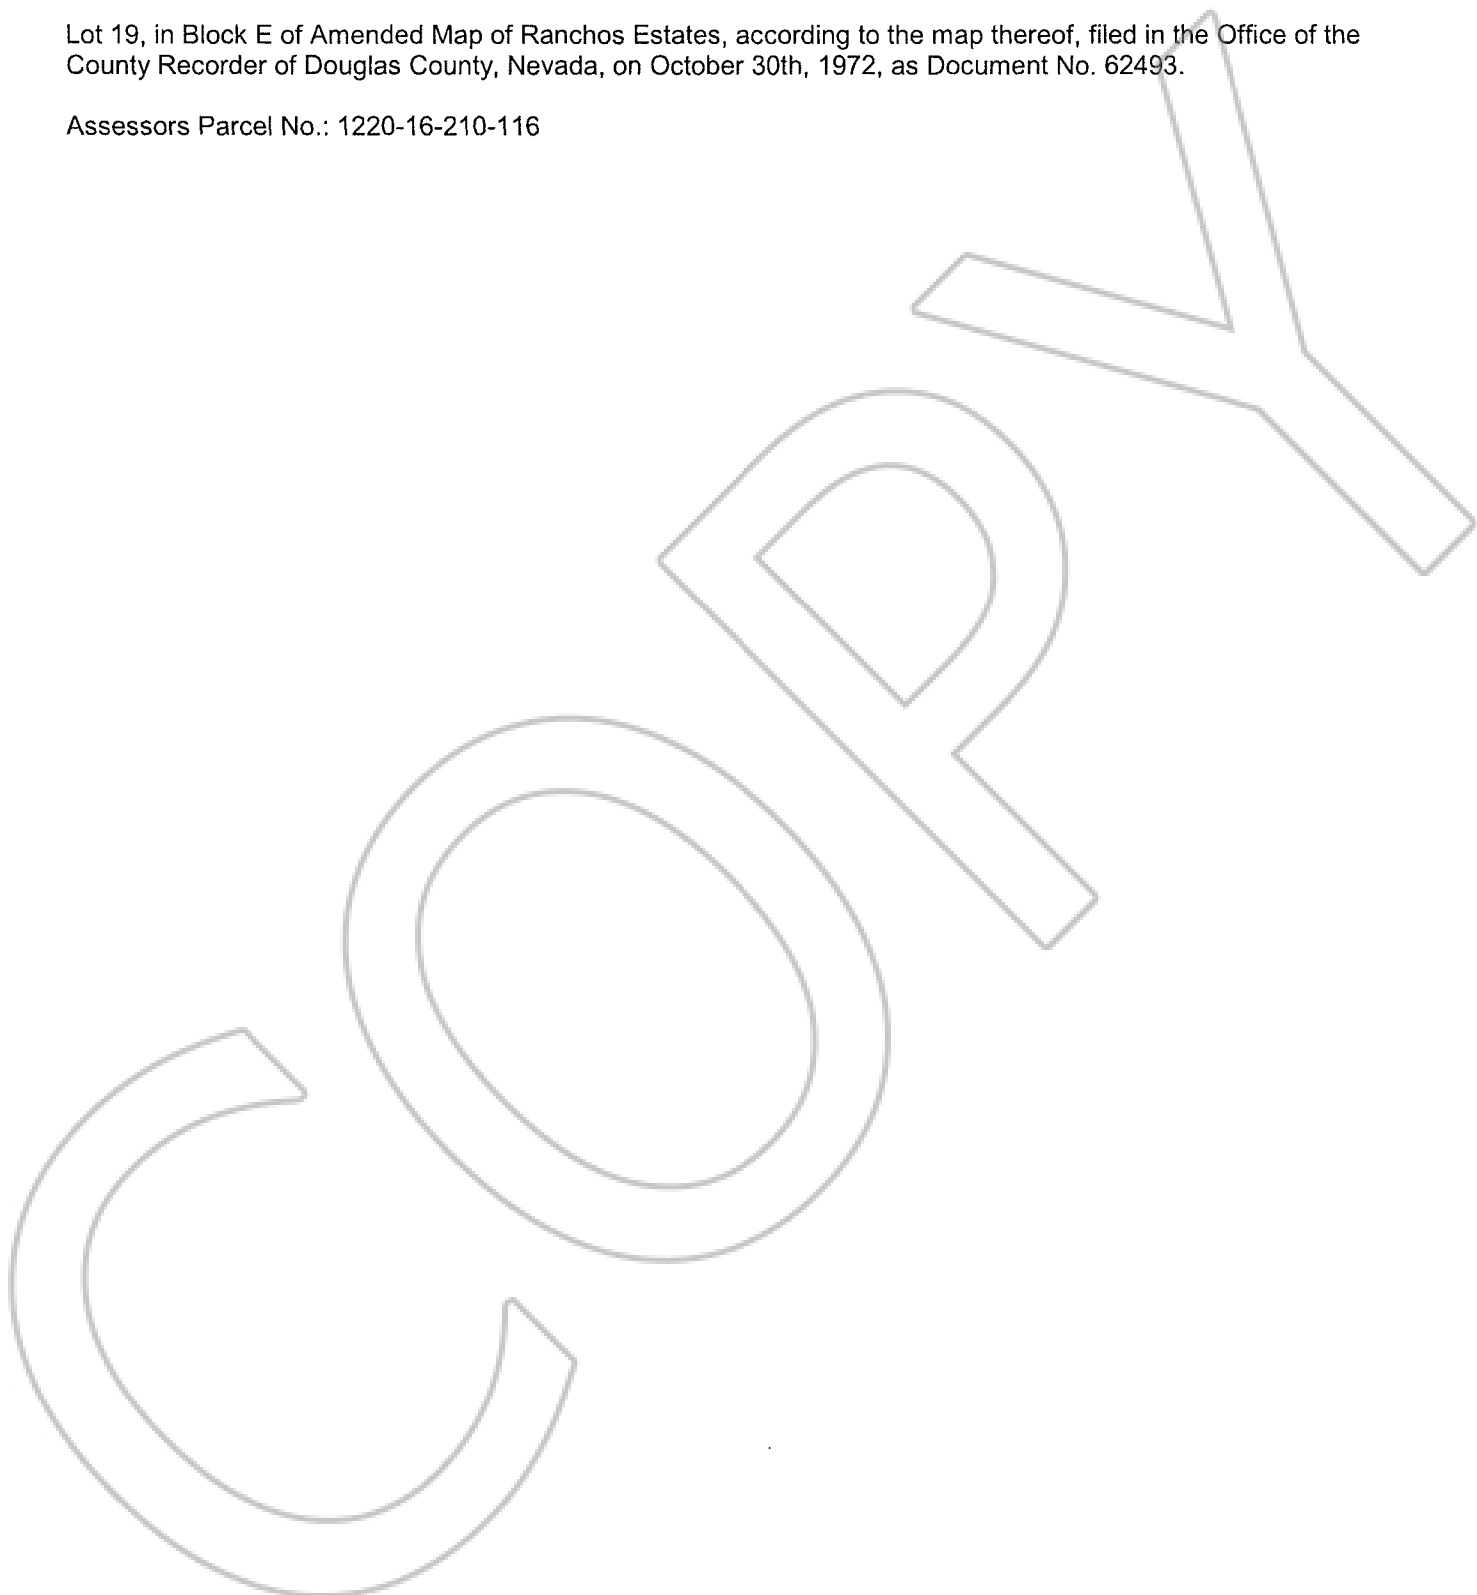 Lot 19, in Block E of Amended Map of Ranchos Estates, according to the map thereof, filed in the Office of the
County Recorder of Douglas County, Nevada, on October 30th, 1972, as Document No. 62493.
Assessors Parcel No.: 1220-16-210-116
COPY